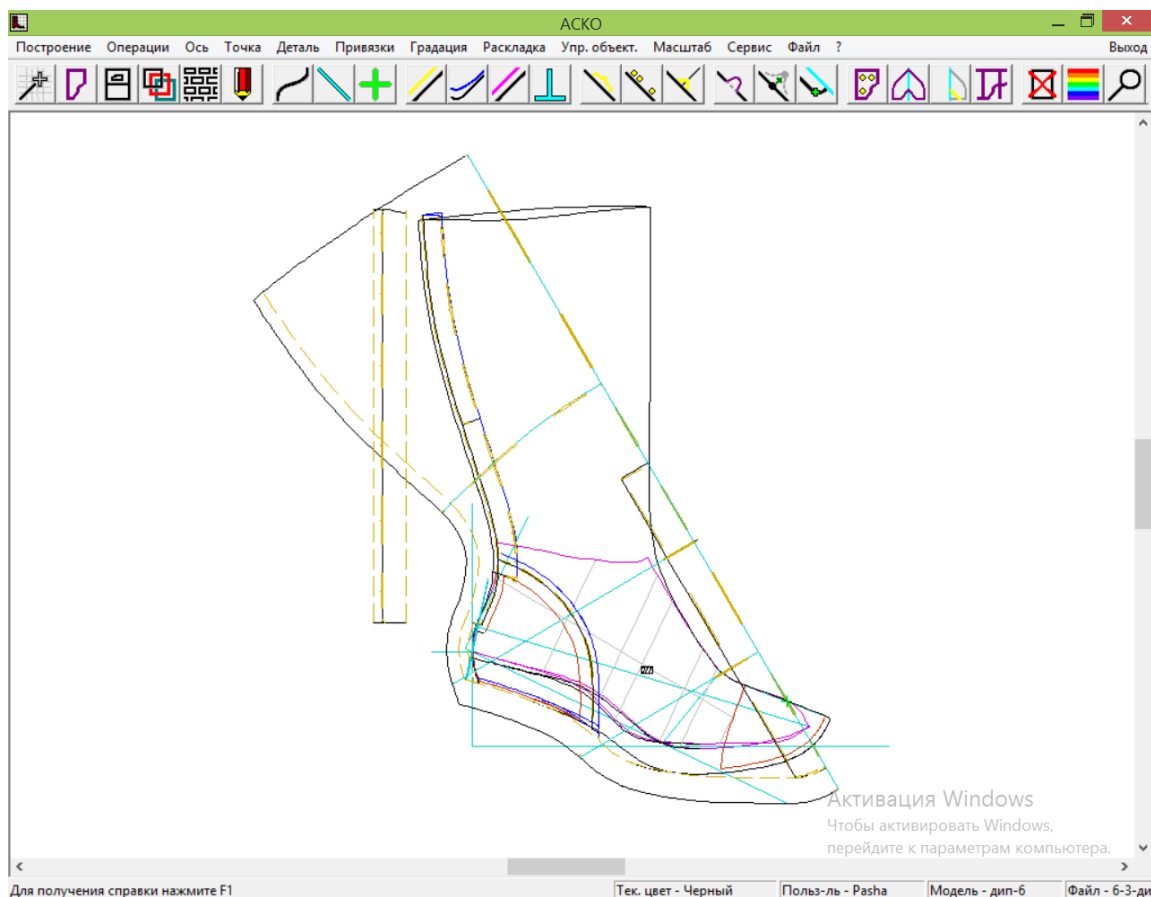 АСКО
Построение Операции Ось Точка Деталь Привязки Градация Раскладка Упр. объект. Масштаб Сервис Файл ? Выход
Активация Windows
Чтобы активировать Windows,
перейдите к параметрам компьютера.
Для получения справки нажмите F1 Тек. цвет - Черный Польз-ль - Pasha Модель - дип-6 Файл - 6-3-ди